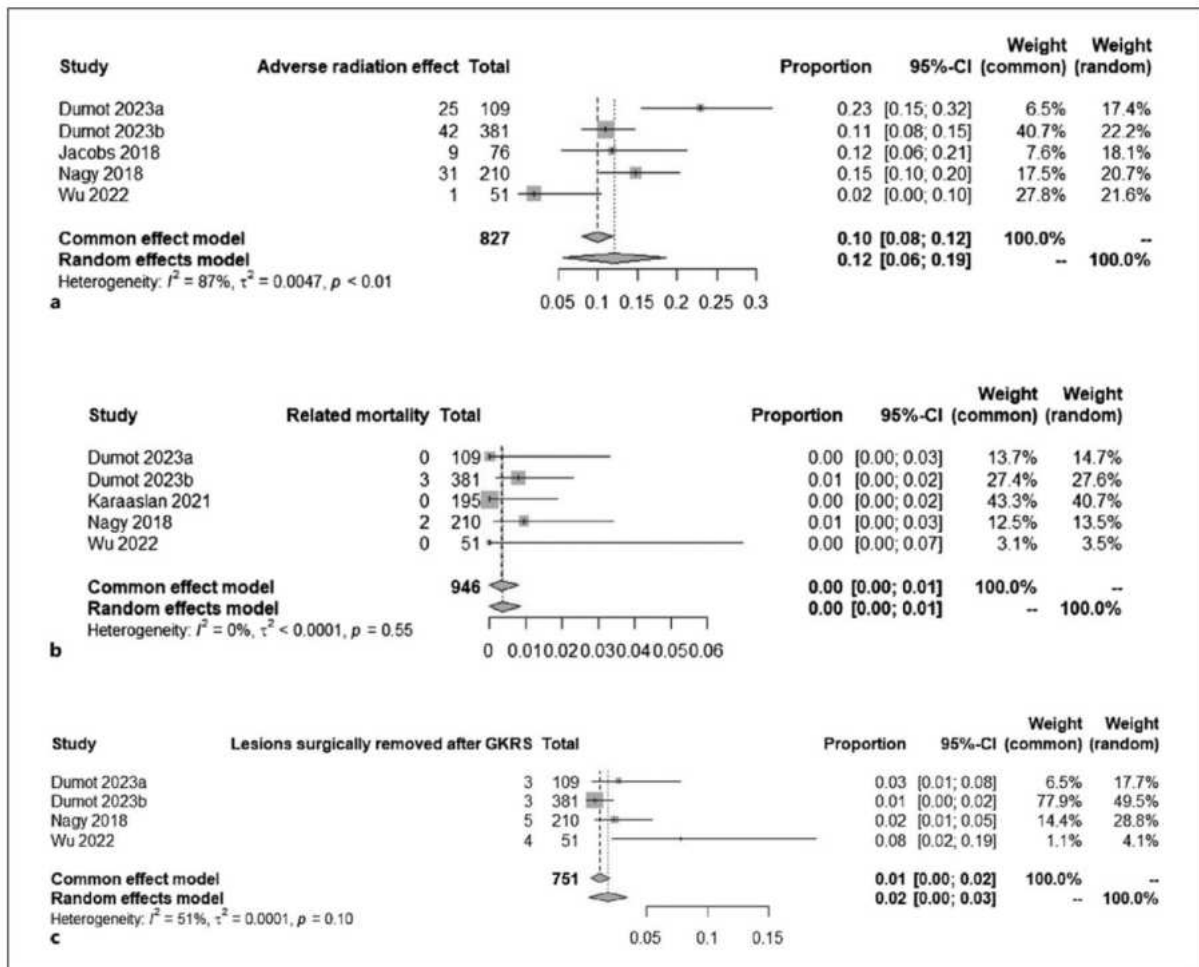 Weight Weight
Study Adverse radiation effect Total Proportion 95%-CI (common) (random)
Dumot 2023a 25 109 0.23 [0.15; 0.32] 6.5% 17.4%
Dumot 2023b 42 381 0.11 [0.08; 0.15] 40.7% 22.2%
Jacobs 2018 9 76 0.12 [0.06; 0.21] 7.6% 18.1%
Nagy 2018 31 210 0.15 [0.10; 0.20] 17.5% 20.7%
Wu 2022 1 51 0.02 [0.00; 0.10] 27.8% 21.6%
Common effect model 827 0.10 [0.08; 0.12] 100.0% --
Random effects model 0.12 [0.06; 0.19] -- 100.0%
Heterogeneity: I² = 87%, τ² = 0.0047, p < 0.01
a
0.05 0.1 0.15 0.2 0.25 0.3
Weight Weight
Study Related mortality Total Proportion 95%-CI (common) (random)
Dumot 2023a 0 109 0.00 [0.00; 0.03] 13.7% 14.7%
Dumot 2023b 3 381 0.01 [0.00; 0.02] 27.4% 27.6%
Karaaslan 2021 0 195 0.00 [0.00; 0.02] 43.3% 40.7%
Nagy 2018 2 210 0.01 [0.00; 0.03] 12.5% 13.5%
Wu 2022 0 51 0.00 [0.00; 0.07] 3.1% 3.5%
Common effect model 946 0.00 [0.00; 0.01] 100.0% --
Random effects model 0.00 [0.00; 0.01] -- 100.0%
Heterogeneity: I² = 0%, τ² < 0.0001, p = 0.55
b
0 0.01 0.02 0.03 0.04 0.05 0.06
Weight Weight
Study Lesions surgically removed after GKRS Total Proportion 95%-CI (common) (random)
Dumot 2023a 3 109 0.03 [0.01; 0.08] 6.5% 17.7%
Dumot 2023b 3 381 0.01 [0.00; 0.02] 77.9% 49.5%
Nagy 2018 5 210 0.02 [0.01; 0.05] 14.4% 28.8%
Wu 2022 4 51 0.08 [0.02; 0.19] 1.1% 4.1%
Common effect model 751 0.01 [0.00; 0.02] 100.0% --
Random effects model 0.02 [0.00; 0.03] -- 100.0%
Heterogeneity: I² = 51%, τ² = 0.0001, p = 0.10
c
0.05 0.1 0.15